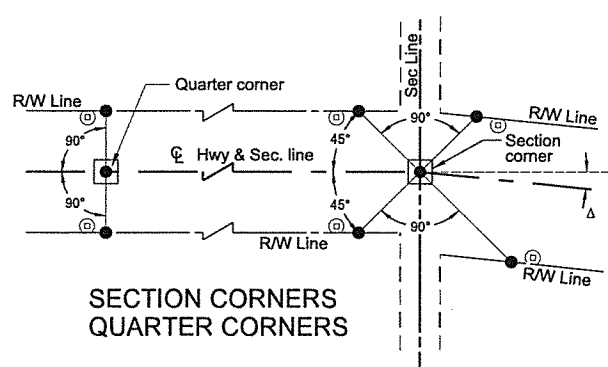 Sec Line
Quarter corner
R/W Line
90°
R/W Line
90°
45°
Section
corner
℄ Hwy & Sec. line
90°
45°
90°
Δ
R/W Line
R/W Line
SECTION CORNERS
QUARTER CORNERS